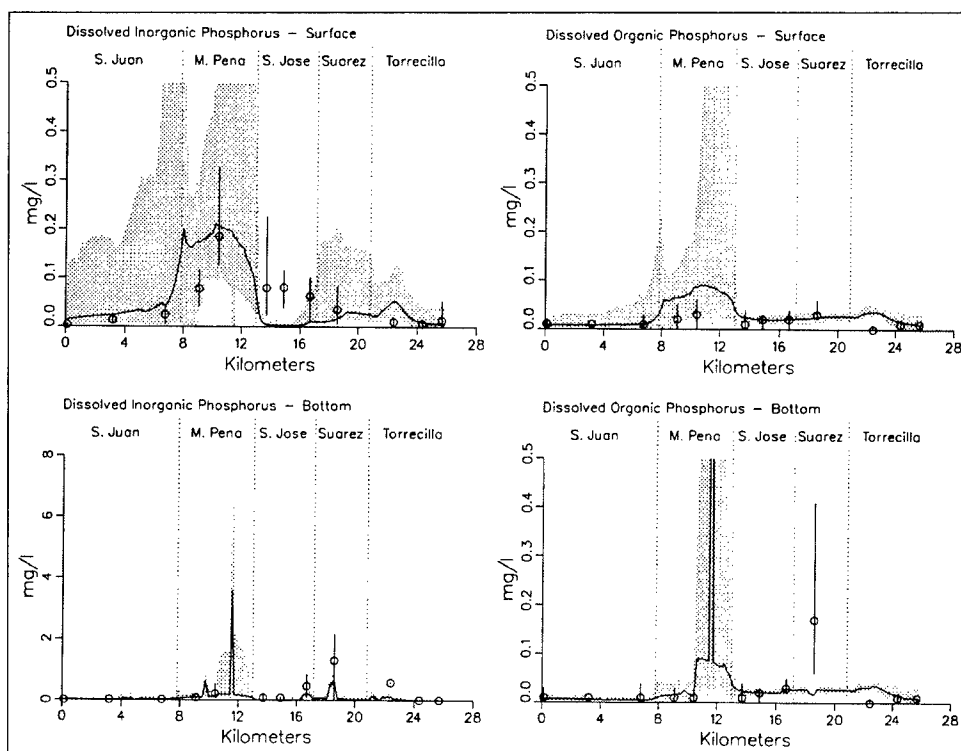 Dissolved Inorganic Phosphorus – Surface
S. Juan M. Pena S. Jose Suarez Torrecilla
0.5
0.4
0.3
0.2
0.1
0.0
mg/l
0 4 8 12 16 20 24 28
Kilometers
Dissolved Organic Phosphorus – Surface
S. Juan M. Pena S. Jose Suarez Torrecilla
0.5
0.4
0.3
0.2
0.1
0.0
mg/l
0 4 8 12 16 20 24 28
Kilometers
Dissolved Inorganic Phosphorus – Bottom
S. Juan M. Pena S. Jose Suarez Torrecilla
8
6
4
2
0
mg/l
0 4 8 12 16 20 24 28
Kilometers
Dissolved Organic Phosphorus – Bottom
S. Juan M. Pena S. Jose Suarez Torrecilla
0.5
0.4
0.3
0.2
0.1
0.0
mg/l
0 4 8 12 16 20 24 28
Kilometers